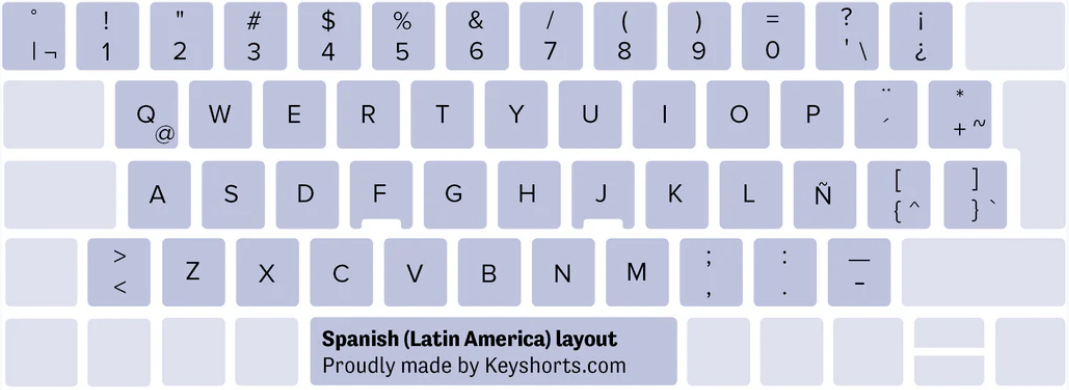 ° ! " # $ % & / ( ) = ? ¡
| ¬ 1 2 3 4 5 6 7 8 9 0 ' \ ¿
Q @ W E R T Y U I O P ¨ ´ * + ~
A S D F G H J K L Ñ [ { ^ ] } `
> < Z X C V B N M ; , : . — -
Spanish (Latin America) layout
Proudly made by Keyshorts.com